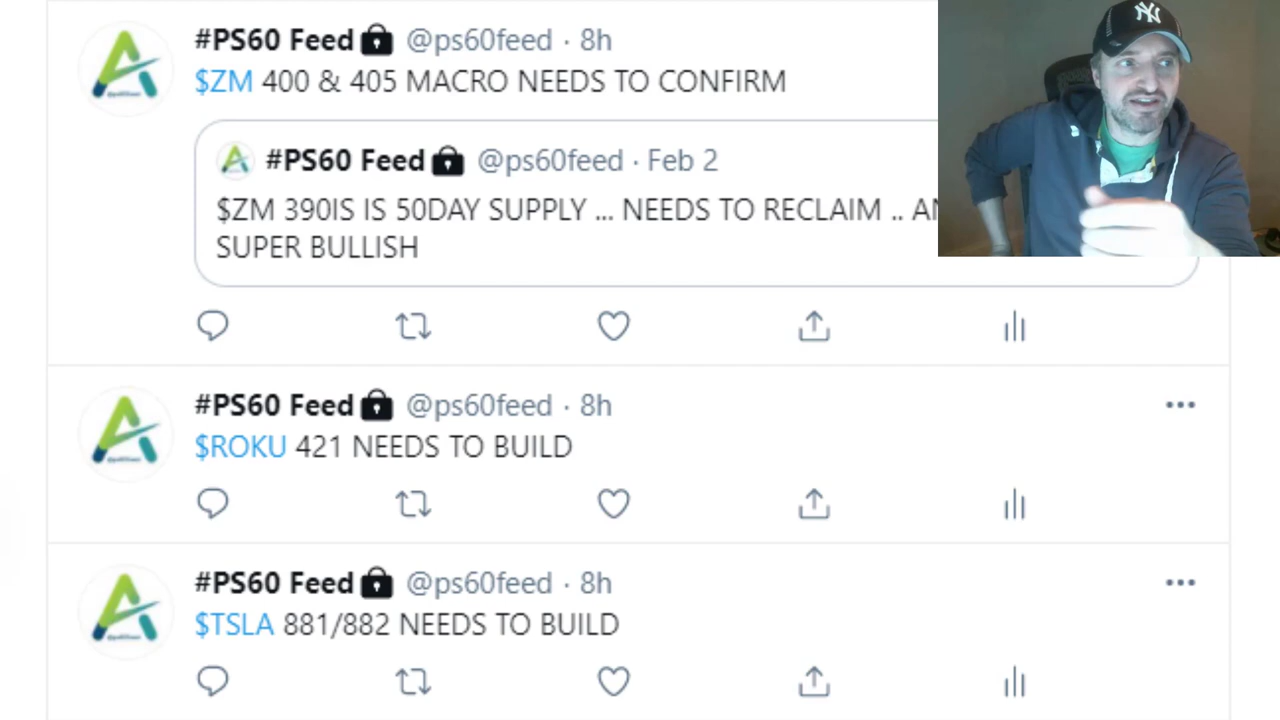 #PS60 Feed @ps60feed · 8h
$ZM 400 & 405 MACRO NEEDS TO CONFIRM
#PS60 Feed @ps60feed · Feb 2
$ZM 390IS IS 50DAY SUPPLY ... NEEDS TO RECLAIM ..
SUPER BULLISH
#PS60 Feed @ps60feed · 8h
$ROKU 421 NEEDS TO BUILD
#PS60 Feed @ps60feed · 8h
$TSLA 881/882 NEEDS TO BUILD